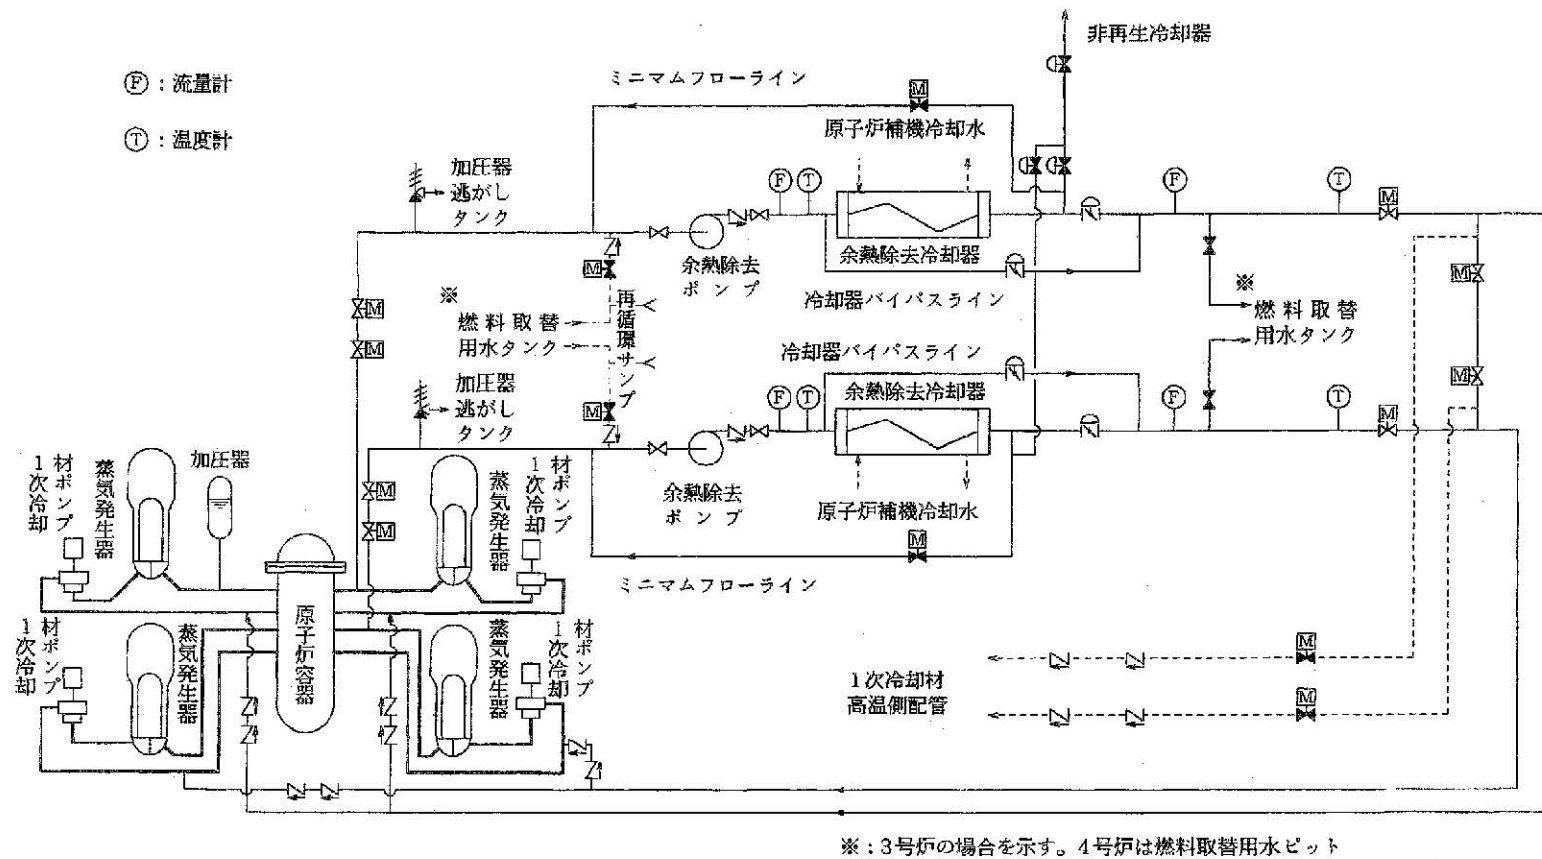 非再生冷却器
Ⓕ：流量計
ミニマムフローライン
M
原子炉補機冷却水
Ⓣ：温度計
加圧器
逃がし
タンク
F
T
F
T
M
余熱除去
ポンプ
余熱除去冷却器
M
M
※
再循環サンプ
冷却器バイパスライン
※
燃料取替
用水タンク
M
M
燃料取替
用水タンク
冷却器バイパスライン
加圧器
逃がし
タンク
M
M
F
T
余熱除去冷却器
F
T
M
余熱除去
ポンプ
原子炉補機冷却水
M
M
M
ミニマムフローライン
1次冷却
材ポンプ
蒸気発生器
加圧器
蒸気発生器
1次冷却
材ポンプ
原子炉容器
1次冷却
材ポンプ
蒸気発生器
蒸気発生器
1次冷却
材ポンプ
M
1次冷却材
高温側配管
M
※：3号炉の場合を示す。4号炉は燃料取替用水ピット